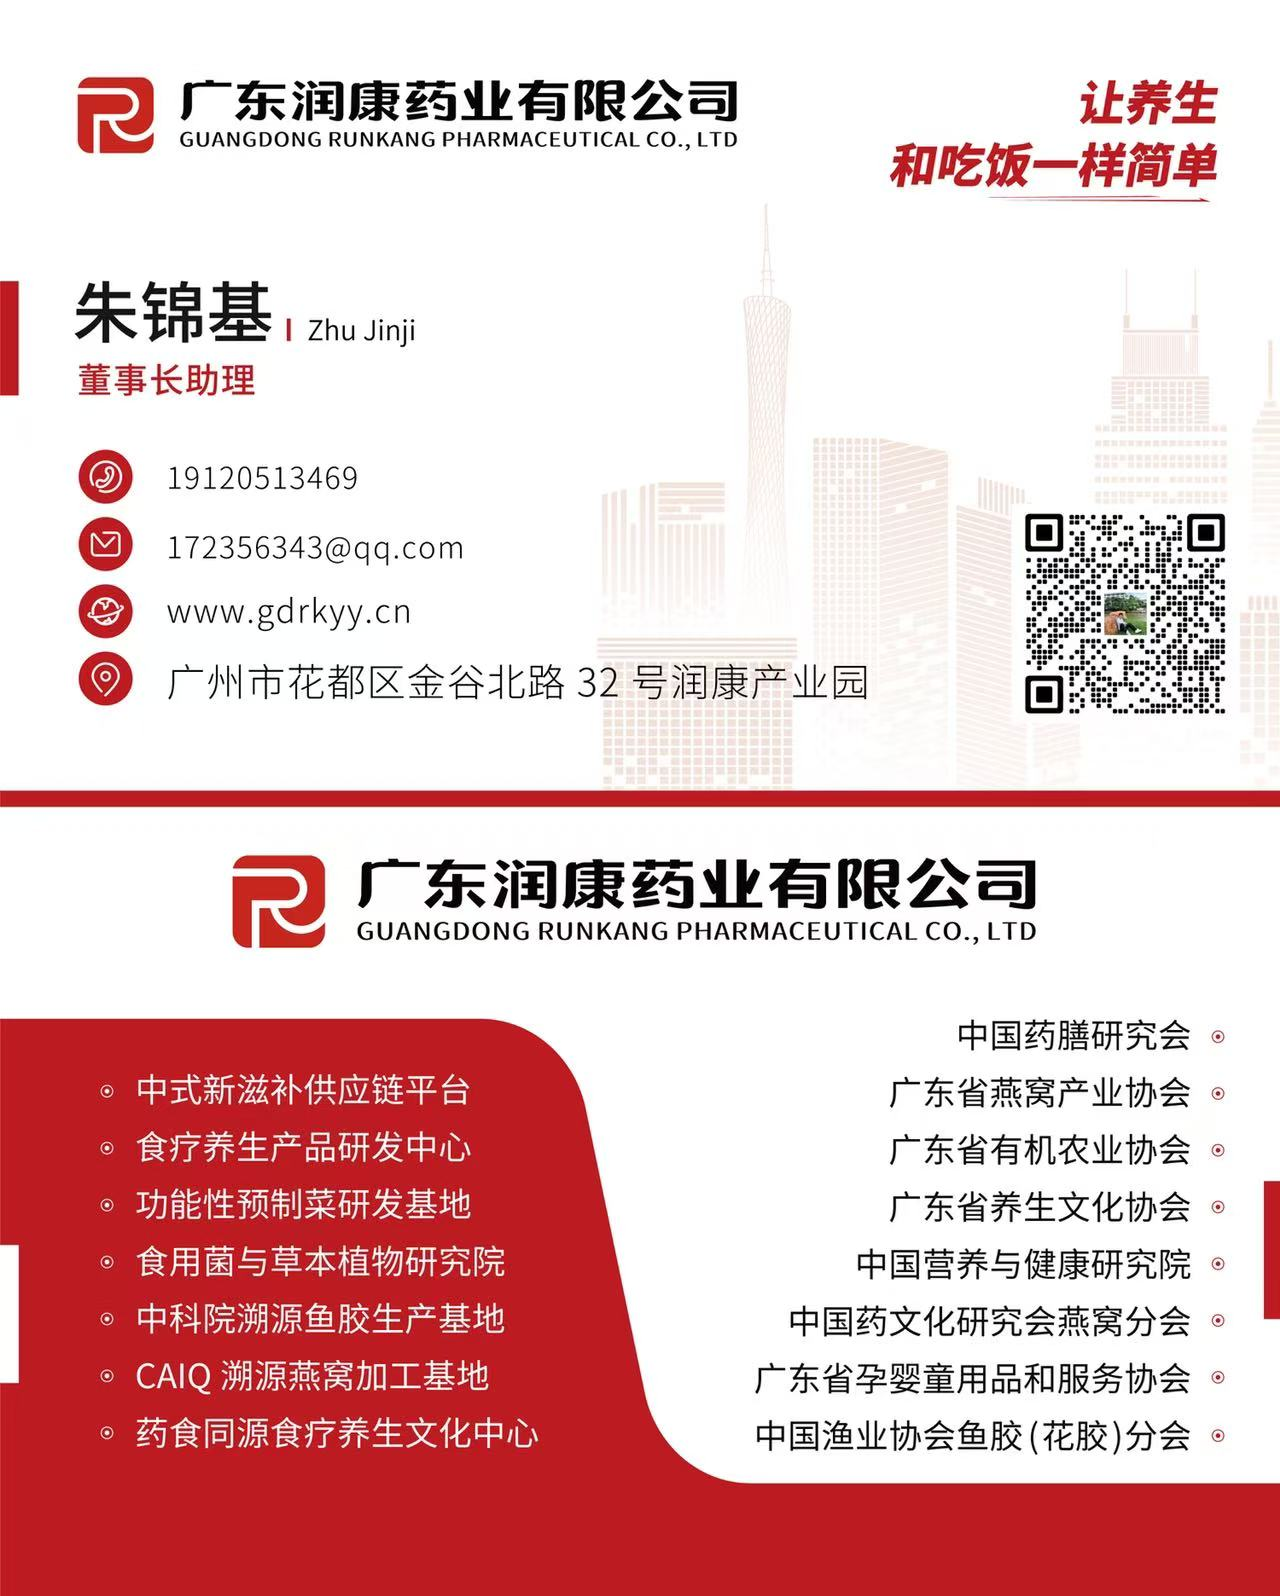 广东润康药业有限公司
GUANGDONG RUNKANG PHARMACEUTICAL CO., LTD
让养生
和吃饭一样简单
朱锦基 Zhu Jinji
董事长助理
19120513469
172356343@qq.com
www.gdrkyy.cn
广州市花都区金谷北路 32 号润康产业园
广东润康药业有限公司
GUANGDONG RUNKANG PHARMACEUTICAL CO., LTD
中式新滋补供应链平台
食疗养生产品研发中心
功能性预制菜研发基地
食用菌与草本植物研究院
中科院溯源鱼胶生产基地
CAIQ 溯源燕窝加工基地
药食同源食疗养生文化中心
中国药膳研究会
广东省燕窝产业协会
广东省有机农业协会
广东省养生文化协会
中国营养与健康研究院
中国药文化研究会燕窝分会
广东省孕婴童用品和服务协会
中国渔业协会鱼胶(花胶)分会